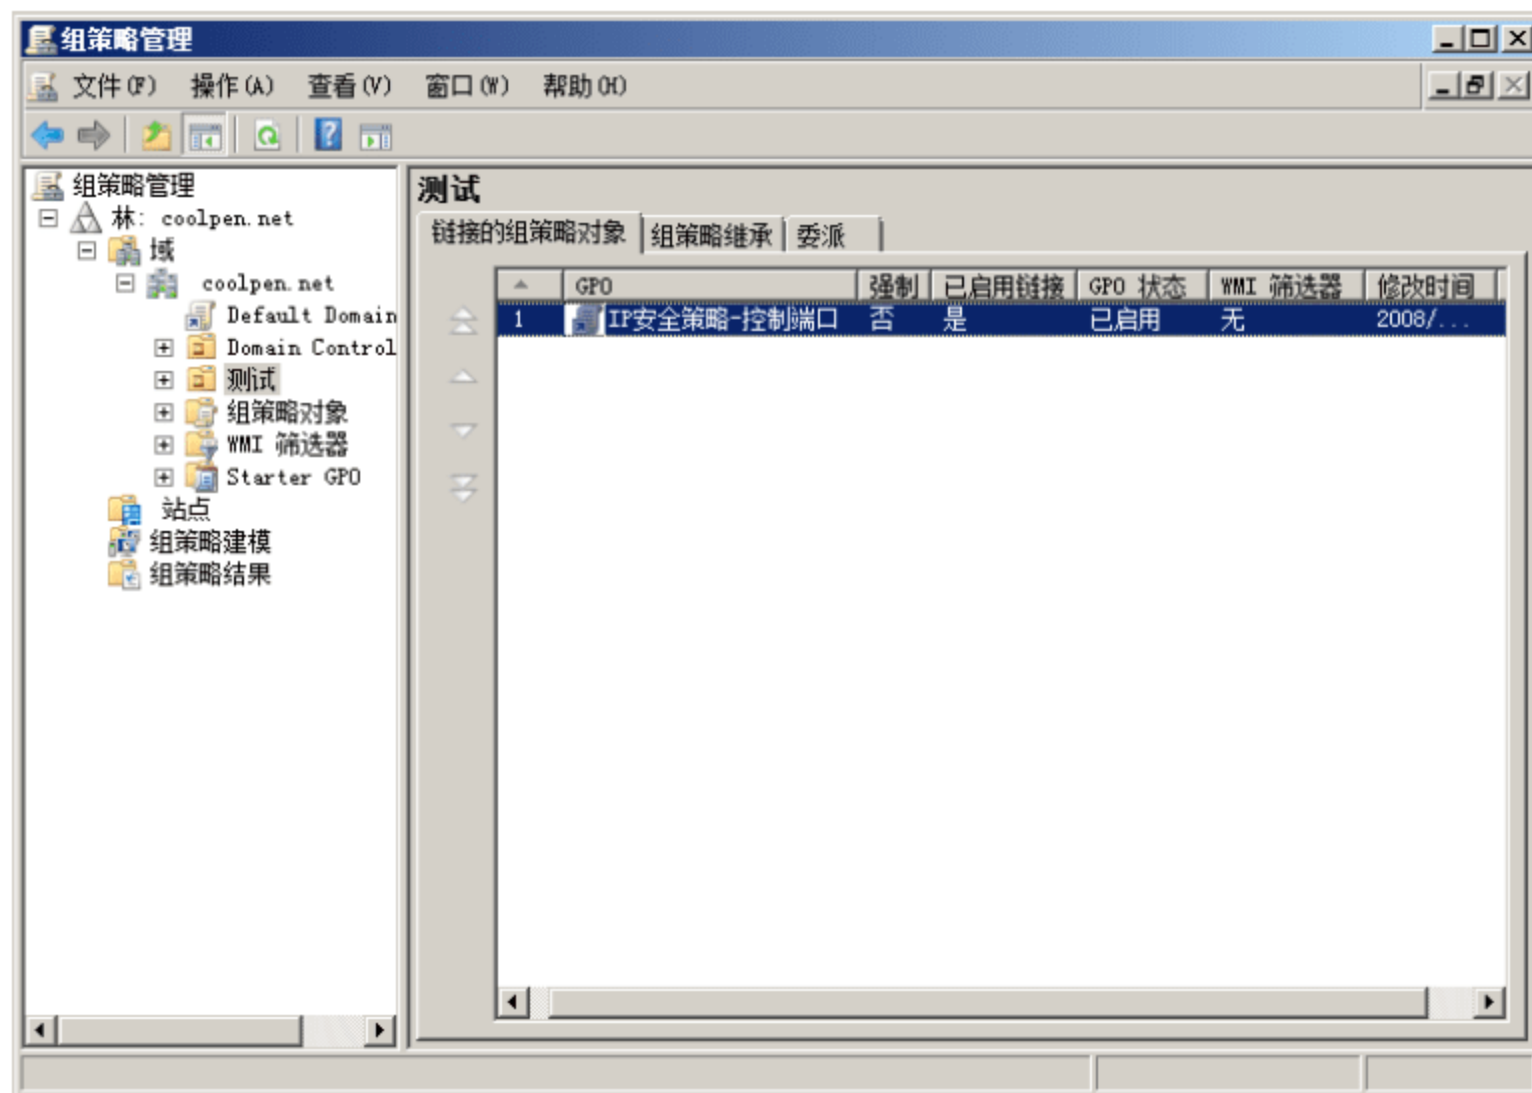 组策略管理
文件(F) 操作(A) 查看(V) 窗口(W) 帮助(H)
组策略管理
林: coolpen.net
域
coolpen.net
Default Domain
Domain Control
测试
组策略对象
WMI 筛选器
Starter GPO
站点
组策略建模
组策略结果
测试
链接的组策略对象 组策略继承 委派
GPO 强制 已启用链接 GPO 状态 WMI 筛选器 修改时间
1 IP安全策略-控制端口 否 是 已启用 无 2008/...